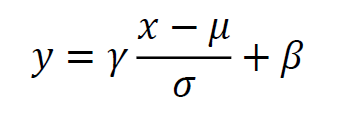 y = γ (x − μ)/σ + β